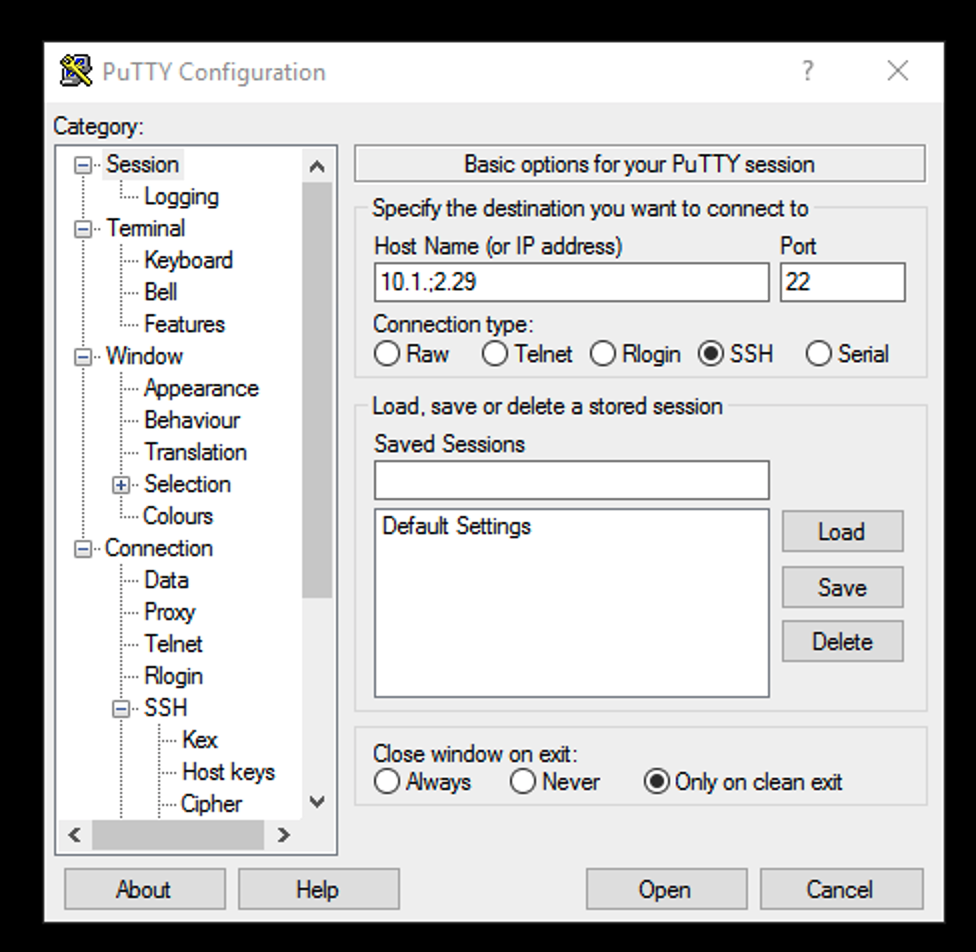 PuTTY Configuration
?
Category:
Session
Logging
Terminal
Keyboard
Bell
Features
Window
Appearance
Behaviour
Translation
Selection
Colours
Connection
Data
Proxy
Telnet
Rlogin
SSH
Kex
Host keys
Cipher
Basic options for your PuTTY session
Specify the destination you want to connect to
Host Name (or IP address) Port
10.1.;2.29 22
Connection type:
Raw Telnet Rlogin SSH Serial
Load, save or delete a stored session
Saved Sessions
Default Settings
Load
Save
Delete
Close window on exit:
Always Never Only on clean exit
About Help Open Cancel